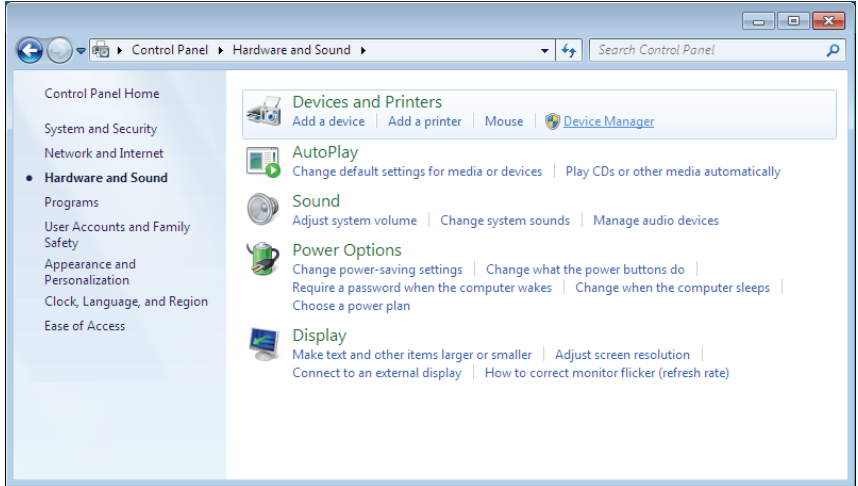 Control Panel Hardware and Sound Search Control Panel
Control Panel Home
System and Security
Network and Internet
Hardware and Sound
Programs
User Accounts and Family
Safety
Appearance and
Personalization
Clock, Language, and Region
Ease of Access
Devices and Printers
Add a device Add a printer Mouse Device Manager
AutoPlay
Change default settings for media or devices Play CDs or other media automatically
Sound
Adjust system volume Change system sounds Manage audio devices
Power Options
Change power-saving settings Change what the power buttons do
Require a password when the computer wakes Change when the computer sleeps
Choose a power plan
Display
Make text and other items larger or smaller Adjust screen resolution
Connect to an external display How to correct monitor flicker (refresh rate)